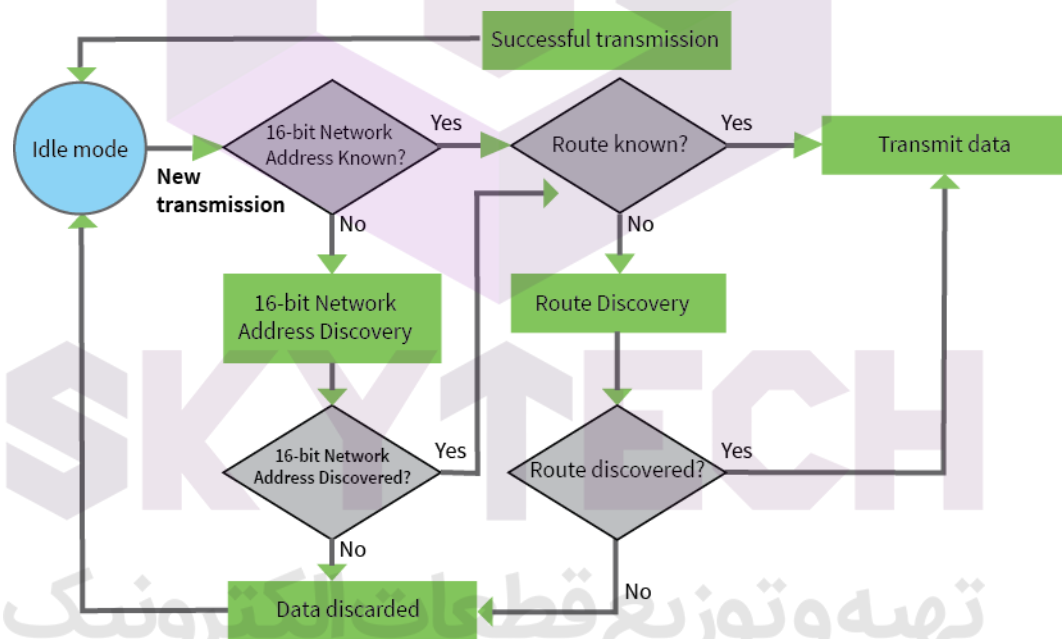 Successful transmission
Idle mode
New
transmission
16-bit Network
Address Known?
Yes
Route known?
Yes
Transmit data
No
No
16-bit Network
Address Discovery
Route Discovery
16-bit Network
Address Discovered?
Yes
Route discovered?
Yes
No
No
Data discarded
SKYTECH
تهیه و توزیع قطعات الکترونیک